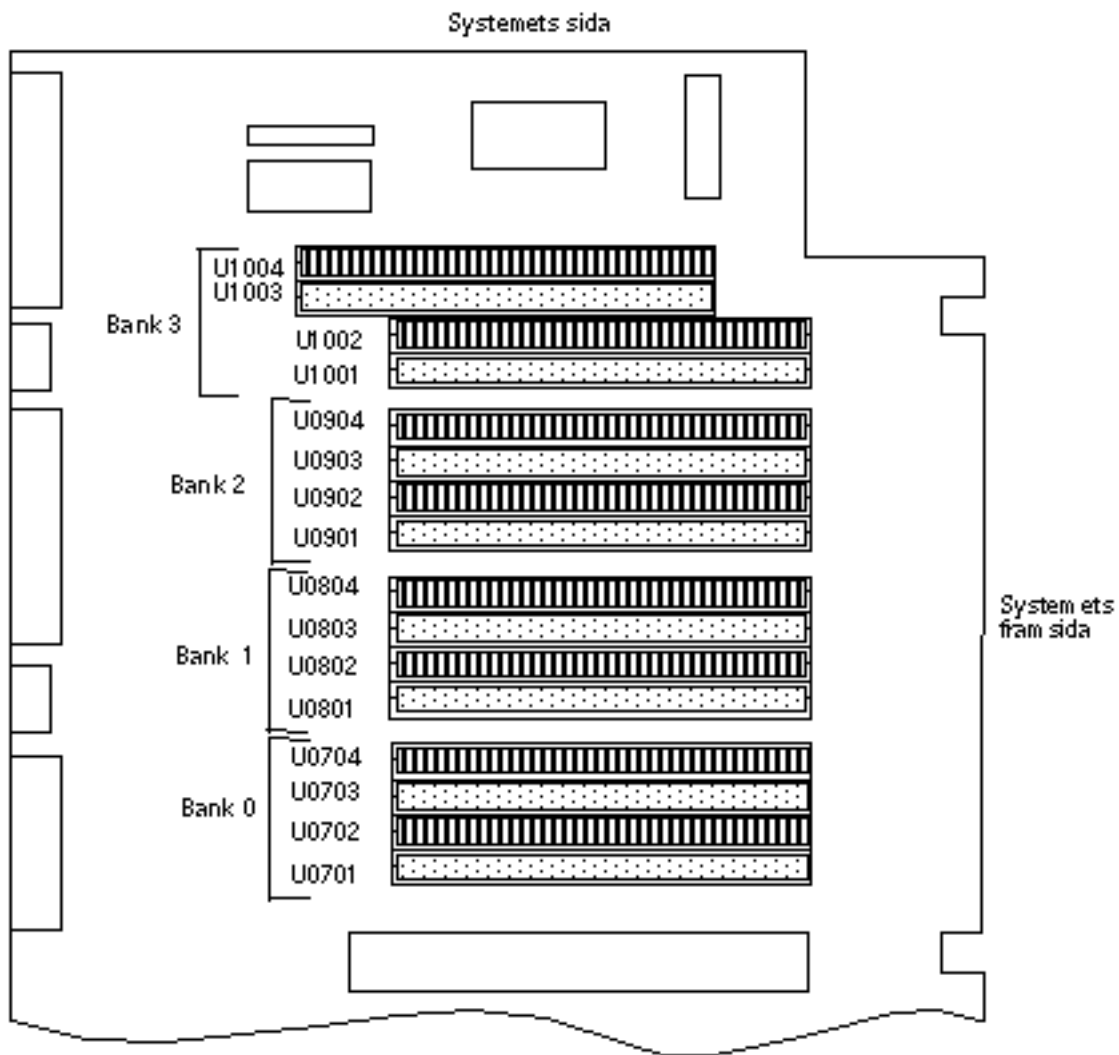 Systemets sida
U1004
U1003
Bank 3
U1002
U1001
U0904
U0903
Bank 2
U0902
U0901
U0804
U0803
Bank 1
U0802
U0801
U0704
U0703
Bank 0
U0702
U0701
System ets
fram sida